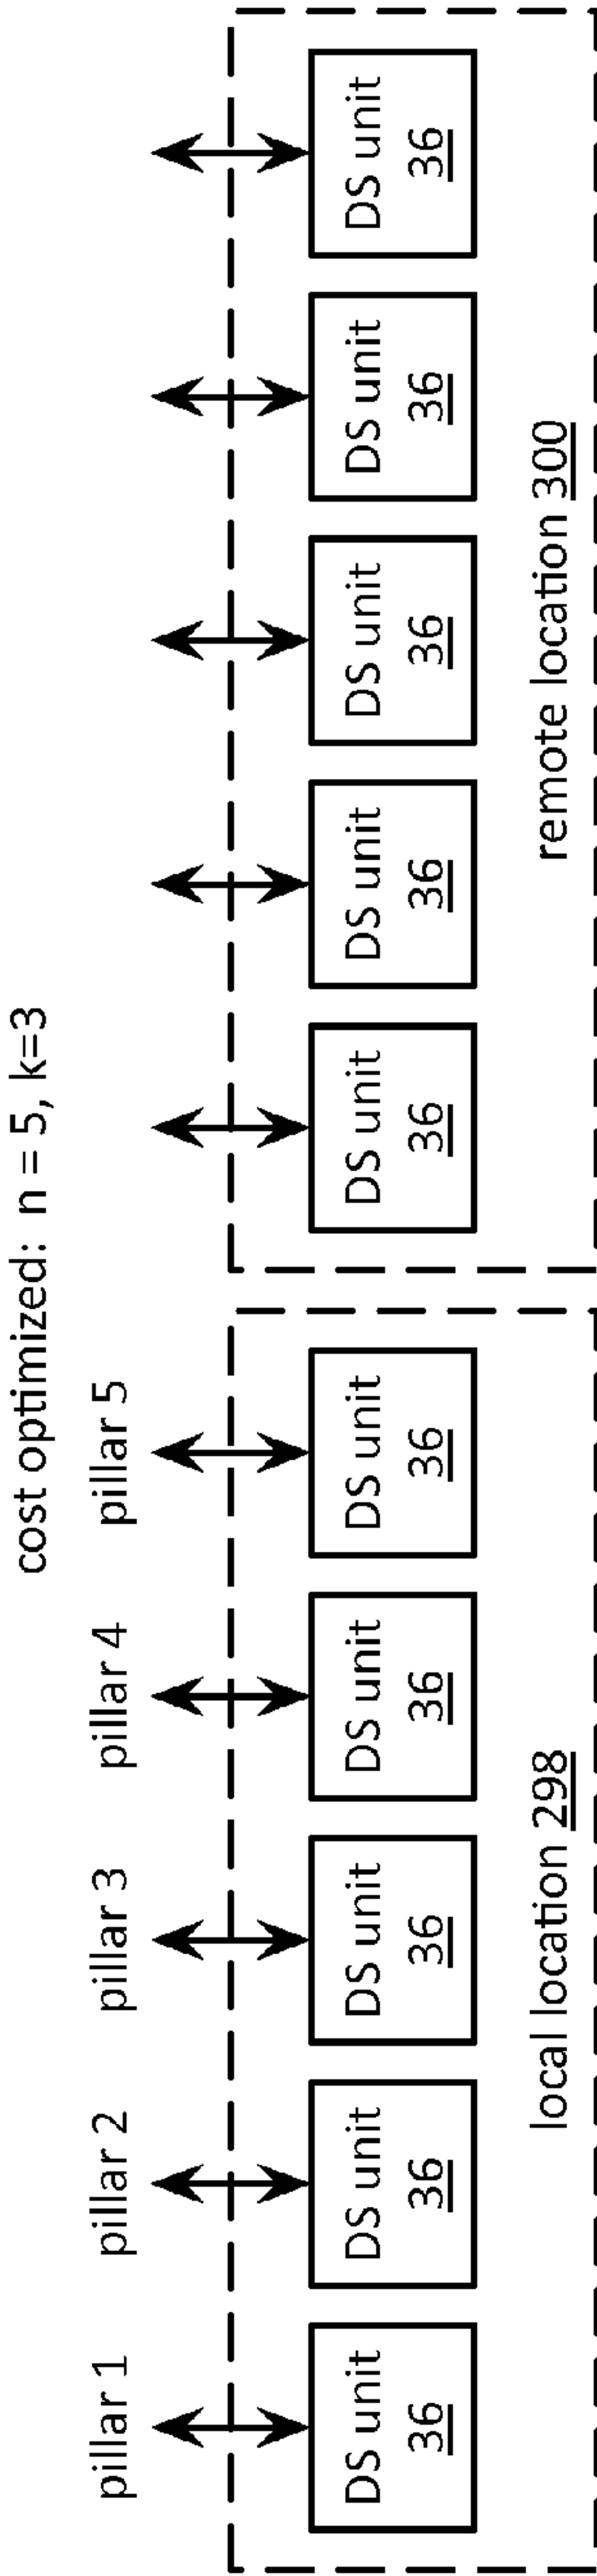 cost optimized: n = 5, k=3
pillar 1 pillar 2 pillar 3 pillar 4 pillar 5
DS unit DS unit DS unit DS unit DS unit DS unit DS unit DS unit DS unit DS unit
36 36 36 36 36 36 36 36 36 36
local location 298 remote location 300